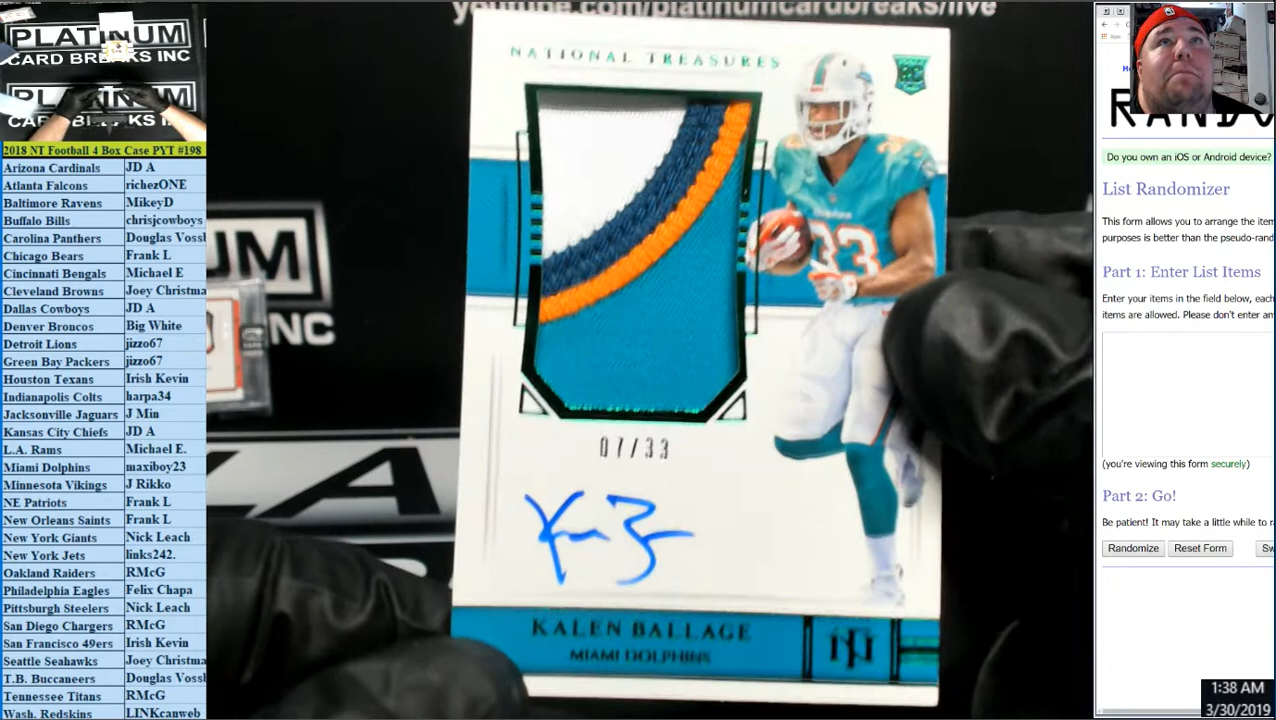 youtube.com/platinumcardbreaks/live
PLATINUM
CARD BREAKS INC
2018 NT Football 4 Box Case PYT #198
Arizona Cardinals JD A
Atlanta Falcons richezONE
Baltimore Ravens MikeyD
Buffalo Bills chrisjcowboys
Carolina Panthers Douglas Voss
Chicago Bears Frank L
Cincinnati Bengals Michael E
Cleveland Browns Joey Christma
Dallas Cowboys JD A
Denver Broncos Big White
Detroit Lions jizzo67
Green Bay Packers jizzo67
Houston Texans Irish Kevin
Indianapolis Colts harpa34
Jacksonville Jaguars J Min
Kansas City Chiefs JD A
L.A. Rams Michael E.
Miami Dolphins maxiboy23
Minnesota Vikings J Rikko
NE Patriots Frank L
New Orleans Saints Frank L
New York Giants Nick Leach
New York Jets links242.
Oakland Raiders RMcG
Philadelphia Eagles Felix Chapa
Pittsburgh Steelers Nick Leach
San Diego Chargers RMcG
San Francisco 49ers Irish Kevin
Seattle Seahawks Joey Christma
T.B. Buccaneers Douglas Voss
Tennessee Titans RMcG
Wash. Redskins LINKcanweb
NATIONAL TREASURES
RC
33
07/33
KALEN BALLAGE
MIAMI DOLPHINS
NT
UM
INC
Do you own an iOS or Android device?
List Randomizer
This form allows you to arrange the item
purposes is better than the pseudo-rand
Part 1: Enter List Items
Enter your items in the field below, each
items are allowed. Please don't enter an
(you're viewing this form securely)
Part 2: Go!
Be patient! It may take a little while to r
Randomize Reset Form Sw
1:38 AM
3/30/2019